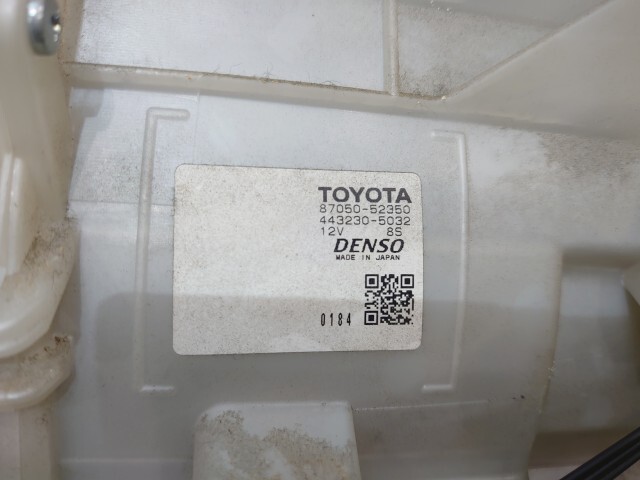 TOYOTA
87050-52350
443230-5032
12V 8S
DENSO
MADE IN JAPAN
0184